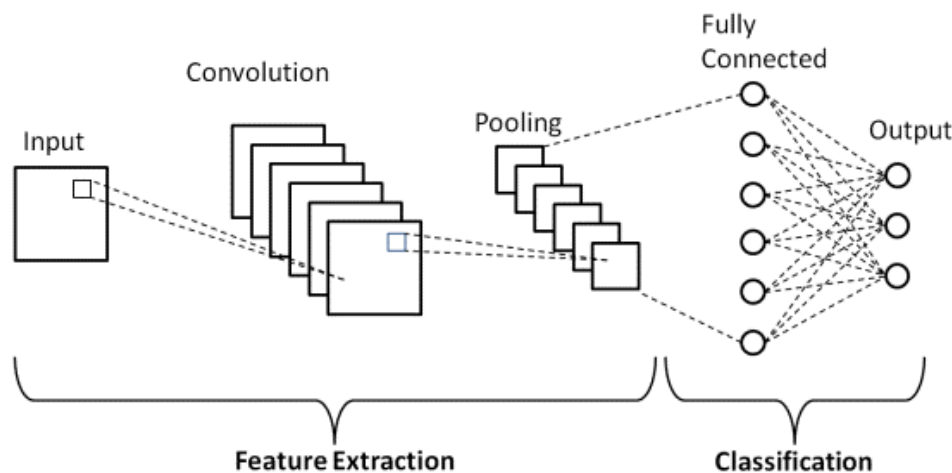 Input
Convolution
Pooling
Fully
Connected
Output
Feature Extraction
Classification